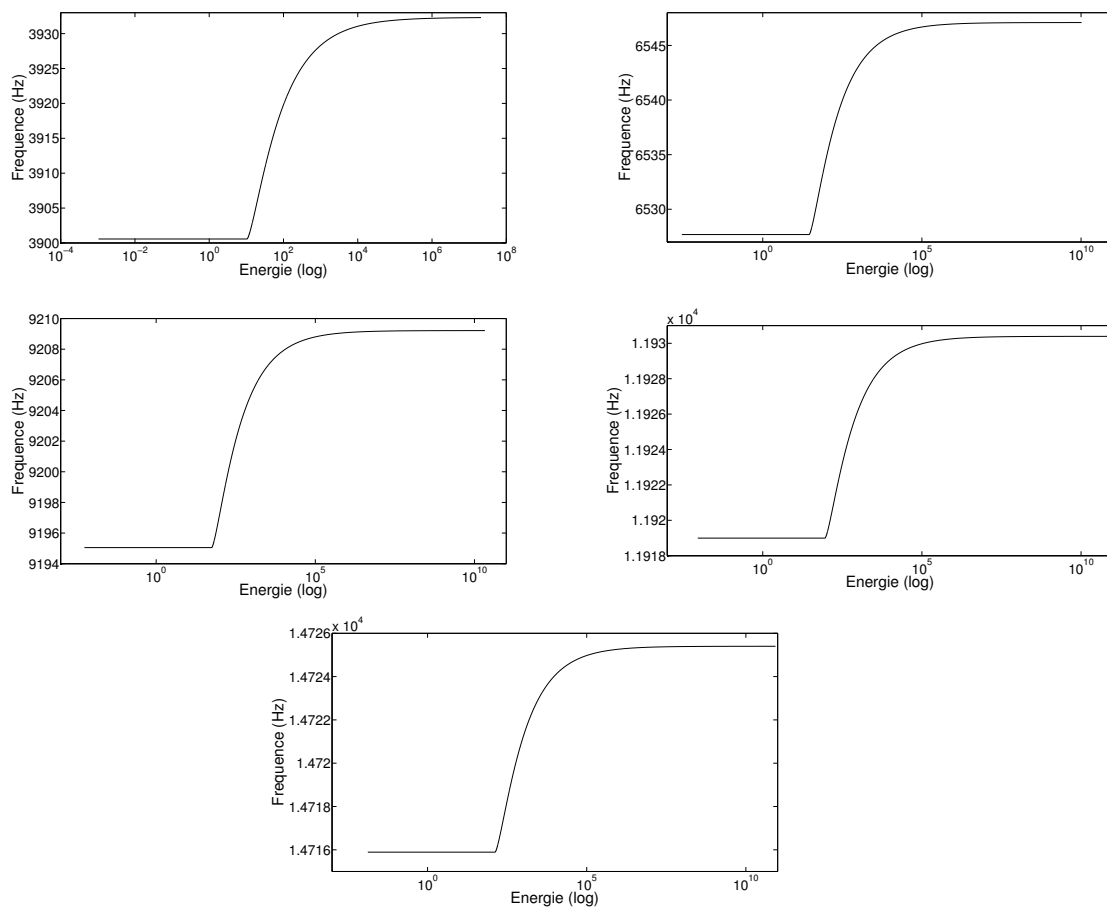 3930
3925
3920
3915
3910
3905
3900
Frequence (Hz)
10^-4 10^-2 10^0 10^2 10^4 10^6 10^8
Energie (log)
6545
6540
6535
6530
Frequence (Hz)
10^0 10^5 10^10
Energie (log)
9210
9208
9206
9204
9202
9200
9198
9196
9194
Frequence (Hz)
10^0 10^5 10^10
Energie (log)
x 10^4
1.193
1.1928
1.1926
1.1924
1.1922
1.192
1.1918
Frequence (Hz)
10^0 10^5 10^10
Energie (log)
x 10^4
1.4726
1.4724
1.4722
1.472
1.4718
1.4716
Frequence (Hz)
10^0 10^5 10^10
Energie (log)